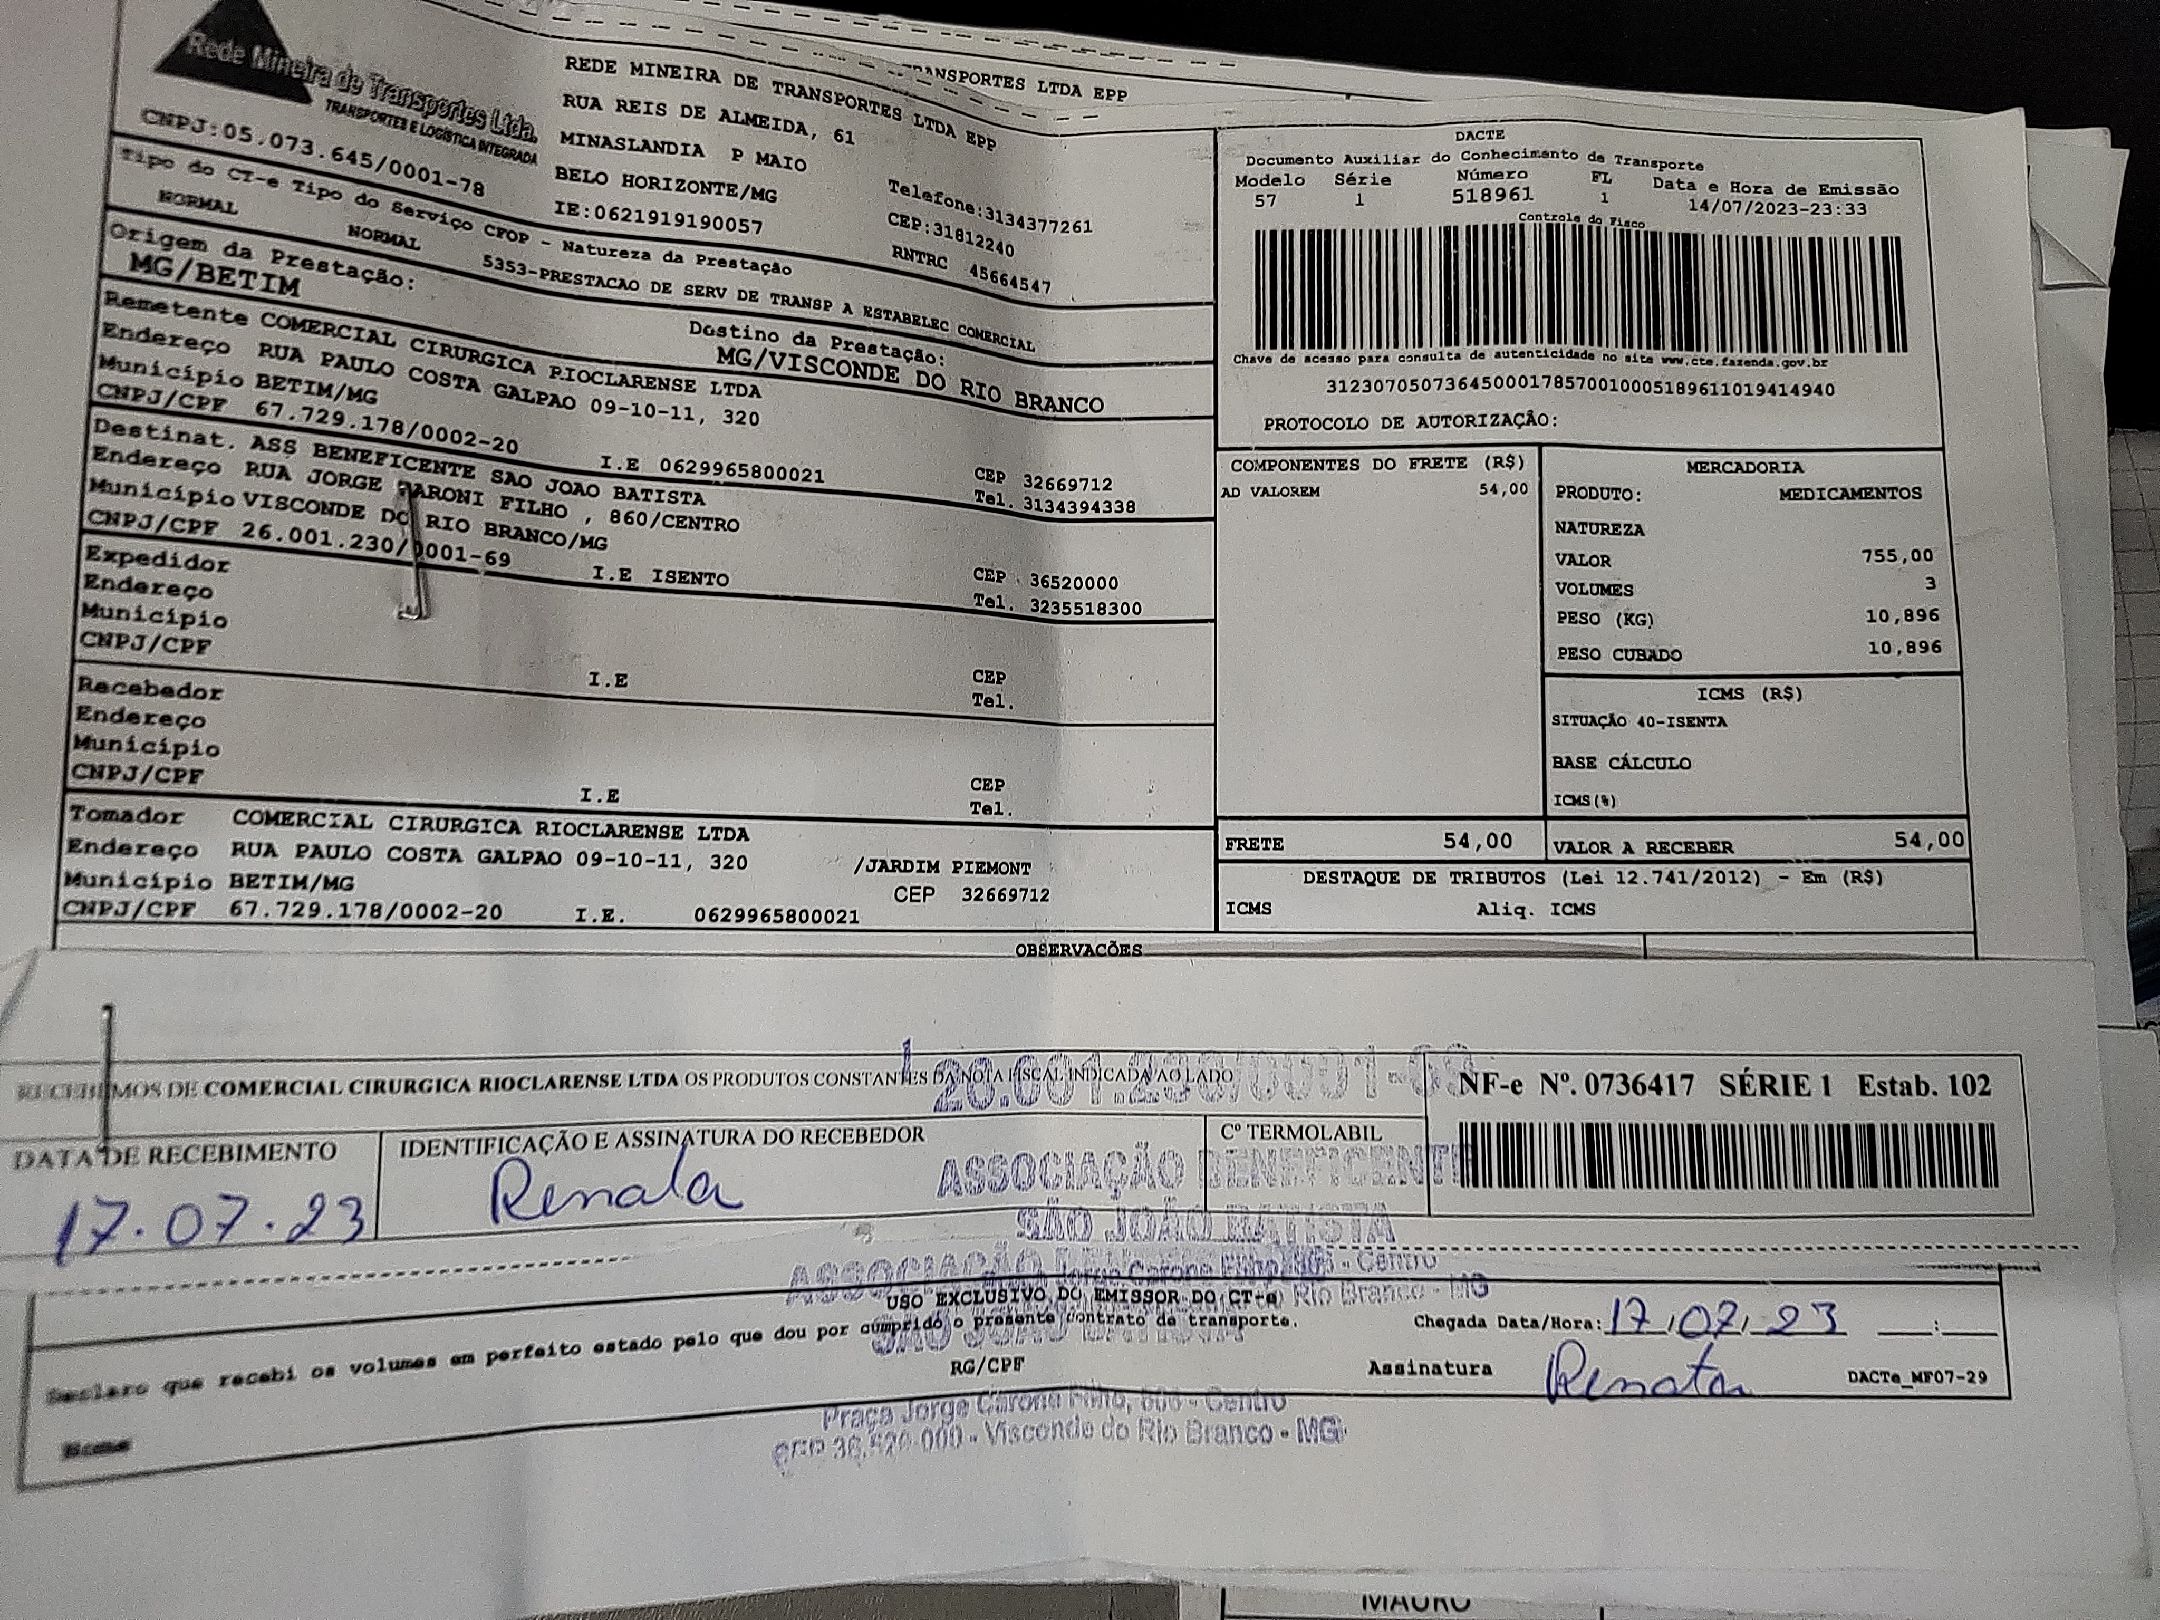 TRANSPORTES LTDA EPP
Rede Mineira de Transportes Ltda.
TRANSPORTES E LOGÍSTICA INTEGRADA
CNPJ:05.073.645/0001-78
REDE MINEIRA DE TRANSPORTES LTDA EPP
RUA REIS DE ALMEIDA, 61
MINASLANDIA P MAIO
BELO HORIZONTE/MG Telefone:3134377261
IE:0621919190057 CEP:31812240
RNTRC 45664547
Tipo do CT-e Tipo do Serviço CFOP - Natureza da Prestação
NORMAL NORMAL 5353-PRESTACAO DE SERV DE TRANSP A ESTABELEC COMERCIAL
Origem da Prestação: Destino da Prestação:
MG/BETIM MG/VISCONDE DO RIO BRANCO
Remetente COMERCIAL CIRURGICA RIOCLARENSE LTDA
Endereço RUA PAULO COSTA GALPAO 09-10-11, 320
Município BETIM/MG CEP 32669712
CNPJ/CPF 67.729.178/0002-20 I.E 0629965800021 Tel. 3134394338
Destinat. ASS BENEFICENTE SAO JOAO BATISTA
Endereço RUA JORGE CARONI FILHO , 860/CENTRO
Município VISCONDE DO RIO BRANCO/MG CEP 36520000
CNPJ/CPF 26.001.230/0001-69 I.E ISENTO Tel. 3235518300
Expedidor
Endereço
Município CEP
CNPJ/CPF I.E Tel.
Recebedor
Endereço
Município CEP
CNPJ/CPF I.E Tel.
Tomador COMERCIAL CIRURGICA RIOCLARENSE LTDA
Endereço RUA PAULO COSTA GALPAO 09-10-11, 320 /JARDIM PIEMONT
Município BETIM/MG CEP 32669712
CNPJ/CPF 67.729.178/0002-20 I.E. 0629965800021
DACTE
Documento Auxiliar do Conhecimento de Transporte
Modelo Série Número FL Data e Hora de Emissão
57 1 518961 1 14/07/2023-23:33
Controle do Fisco
Chave de acesso para consulta de autenticidade no site www.cte.fazenda.gov.br
31230705073645000178570010005189611019414940
PROTOCOLO DE AUTORIZAÇÃO:
COMPONENTES DO FRETE (R$)
AD VALOREM 54,00
MERCADORIA
PRODUTO: MEDICAMENTOS
NATUREZA
VALOR 755,00
VOLUMES 3
PESO (KG) 10,896
PESO CUBADO 10,896
ICMS (R$)
SITUAÇÃO 40-ISENTA
BASE CÁLCULO
ICMS(%)
FRETE 54,00 VALOR A RECEBER 54,00
DESTAQUE DE TRIBUTOS (Lei 12.741/2012) - Em (R$)
ICMS Aliq. ICMS
OBSERVAÇÕES
RECEBEMOS DE COMERCIAL CIRURGICA RIOCLARENSE LTDA OS PRODUTOS CONSTANTES DA NOTA FISCAL INDICADA AO LADO
NF-e Nº. 0736417 SÉRIE 1 Estab. 102
DATA DE RECEBIMENTO IDENTIFICAÇÃO E ASSINATURA DO RECEBEDOR Cº TERMOLABIL
17.07.23 Renata
ASSOCIAÇÃO BENEFICENTE
SÃO JOÃO BATISTA
ASSOCIAÇÃO
- Centro
Rio Branco - MG
USO EXCLUSIVO DO EMISSOR DO CT-e
Declaro que recebi os volumes em perfeito estado pelo que dou por cumprido o presente contrato de transporte.
Chegada Data/Hora: 17/07/23 __:__
RG/CPF Assinatura Renata DACTe_MF07-29
Nome
Praça Jorge Carone Filho, - Centro
CEP 36.520-000 - Visconde do Rio Branco - MG